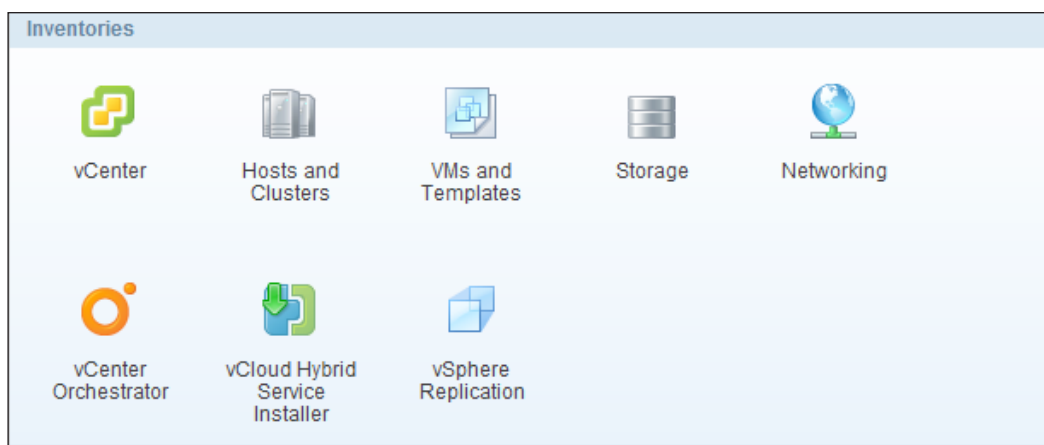 Inventories
vCenter
Hosts and
Clusters
VMs and
Templates
Storage
Networking
vCenter
Orchestrator
vCloud Hybrid
Service
Installer
vSphere
Replication